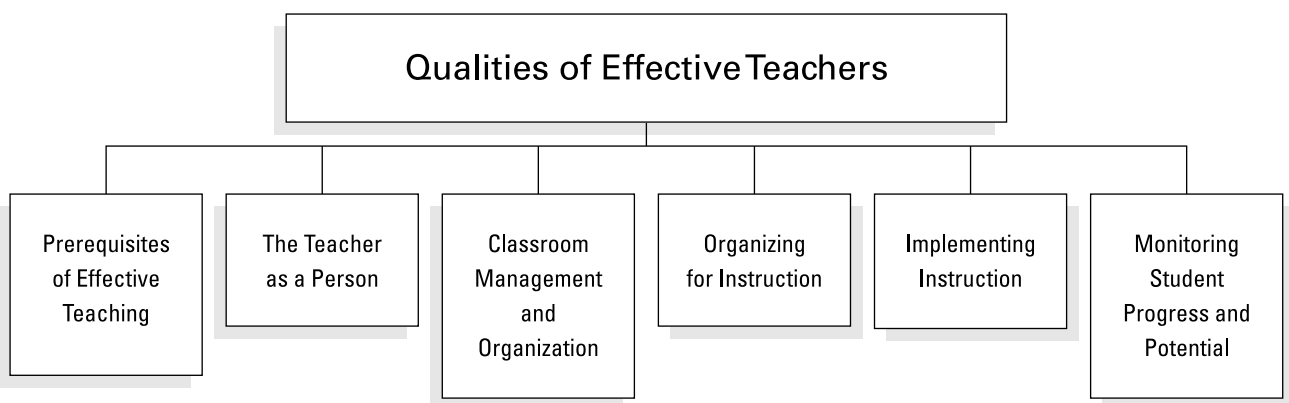 Qualities of Effective Teachers
Prerequisites
of Effective
Teaching
The Teacher
as a Person
Classroom
Management
and
Organization
Organizing
for Instruction
Implementing
Instruction
Monitoring
Student
Progress and
Potential